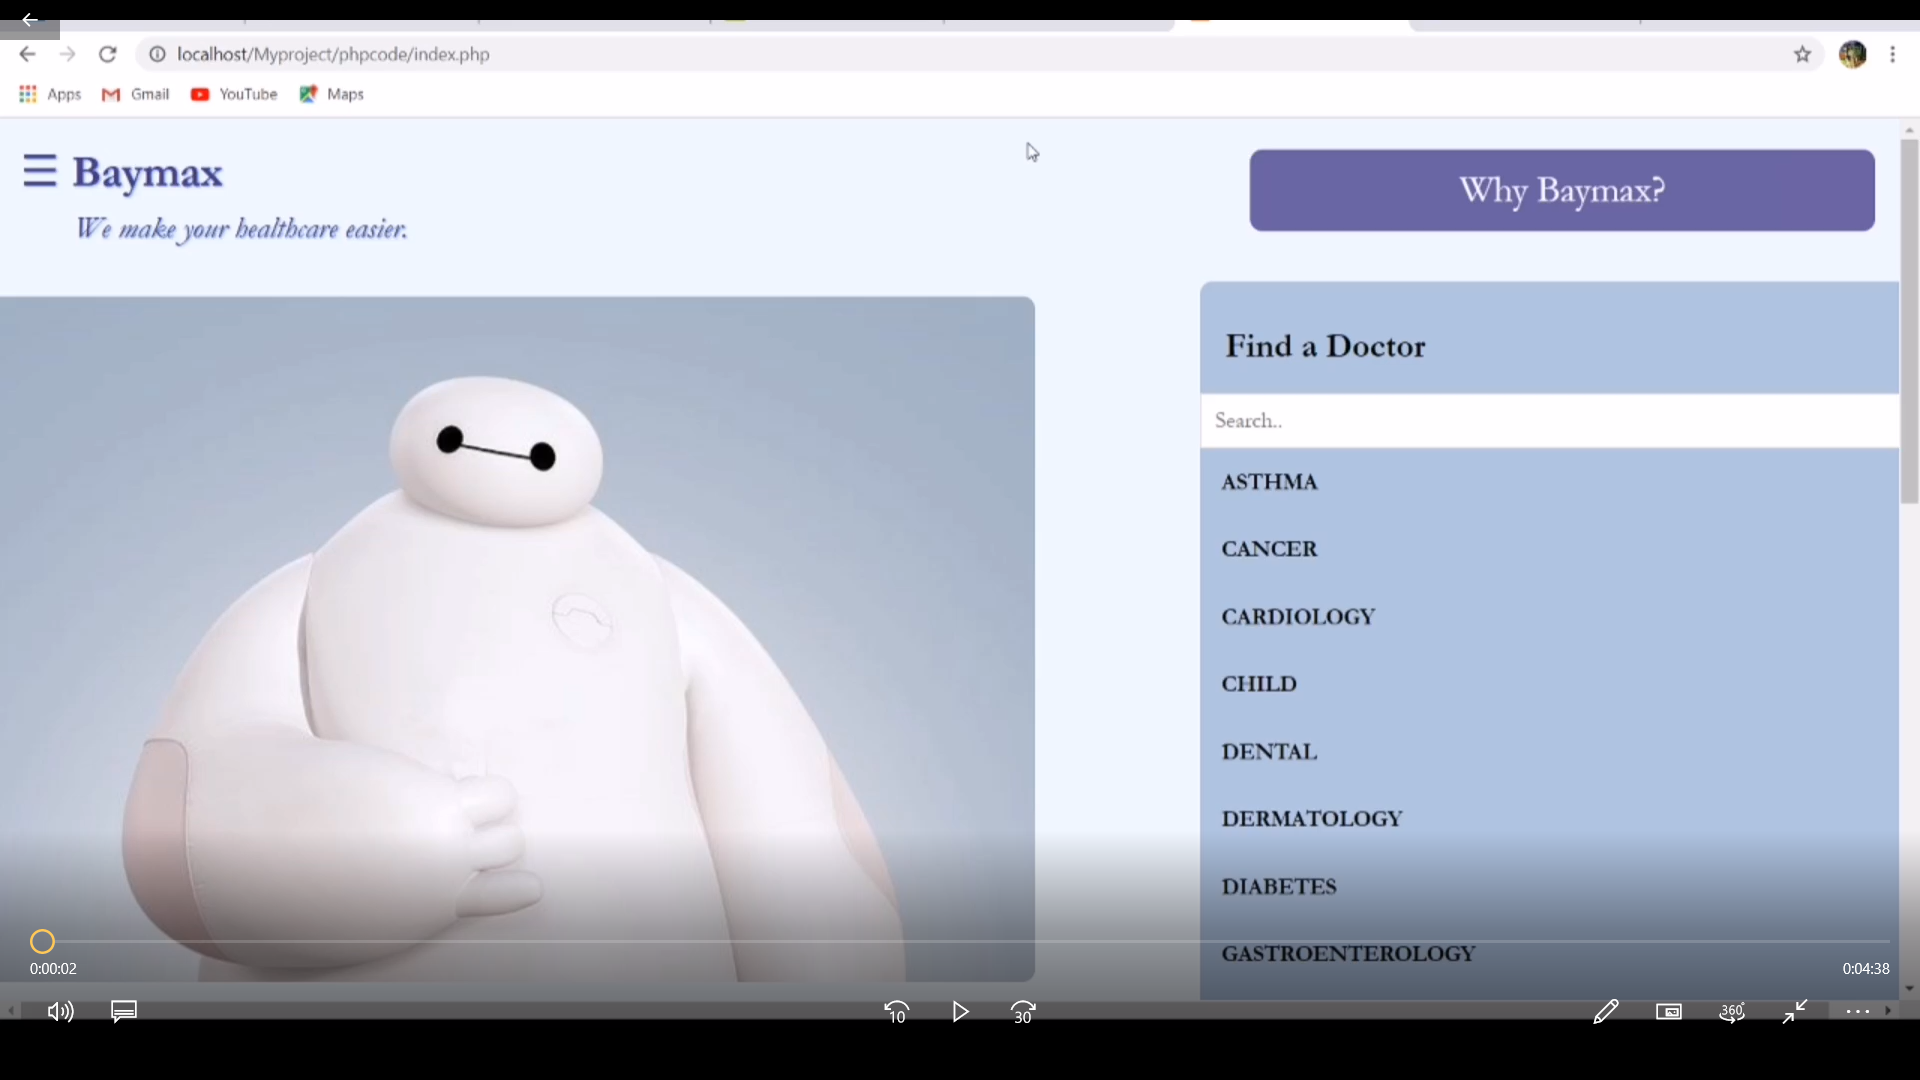 localhost/Myproject/phpcode/index.php
Apps Gmail YouTube Maps
☰ Baymax
We make your healthcare easier.
Why Baymax?
Find a Doctor
Search..
ASTHMA
CANCER
CARDIOLOGY
CHILD
DENTAL
DERMATOLOGY
DIABETES
GASTROENTEROLOGY
0:00:02
0:04:38
10
30
360°